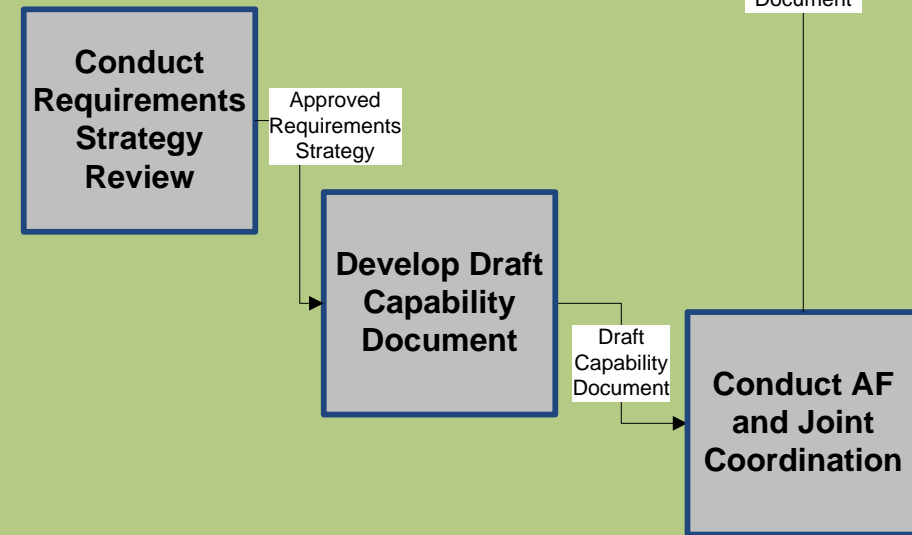 Document
Conduct
Requirements
Strategy
Review
Approved
Requirements
Strategy
Develop Draft
Capability
Document
Draft
Capability
Document
Conduct AF
and Joint
Coordination